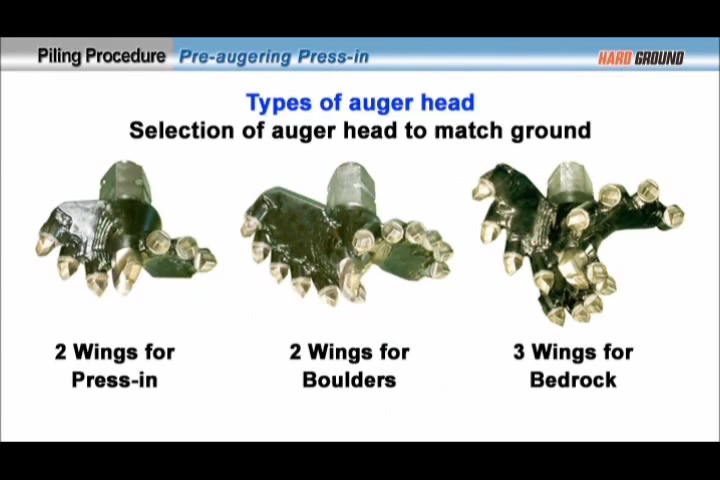 Piling Procedure Pre-augering Press-in
HARD GROUND
Types of auger head
Selection of auger head to match ground
2 Wings for
Press-in
2 Wings for
Boulders
3 Wings for
Bedrock